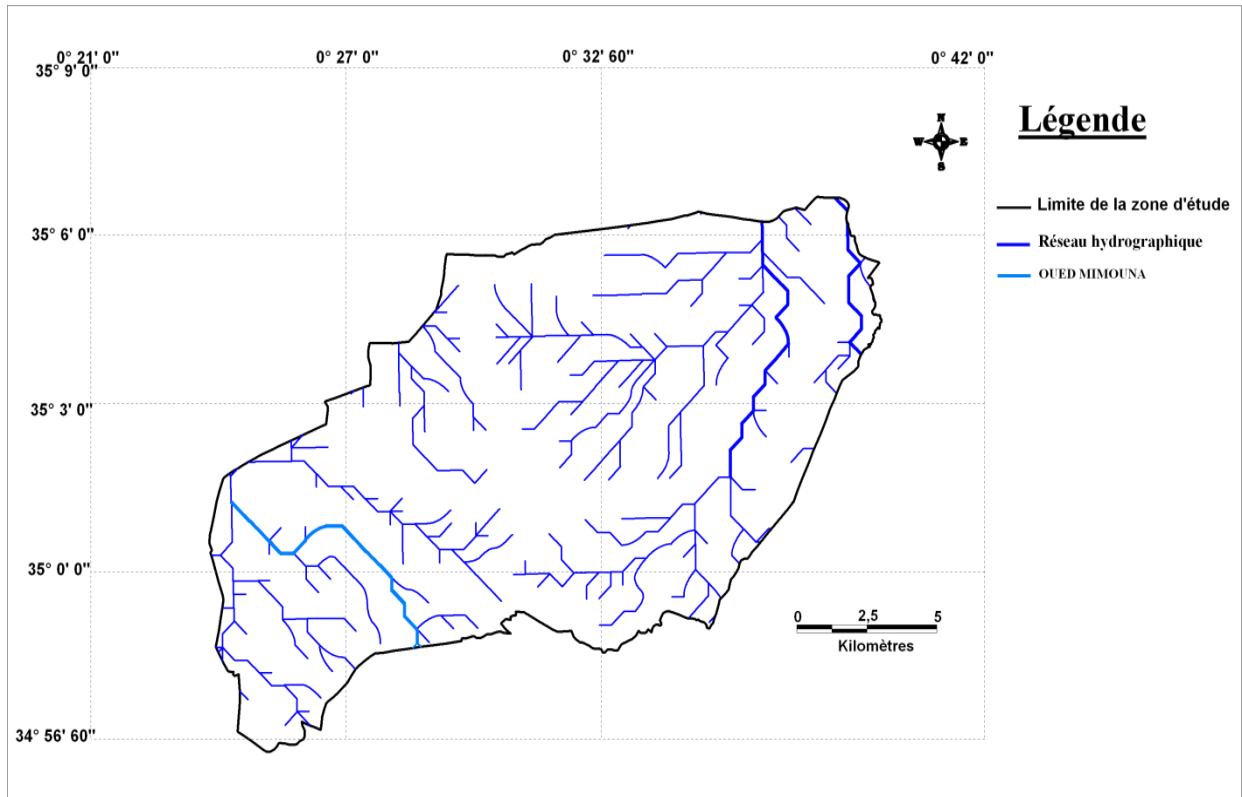 0° 21' 0" 0° 27' 0" 0° 32' 60" 0° 42' 0"
35° 9' 0"
Légende
N
W E
S
Limite de la zone d'étude
35° 6' 0"
Réseau hydrographique
OUED MIMOUNA
35° 3' 0"
35° 0' 0"
0 2,5 5
Kilomètres
34° 56' 60"